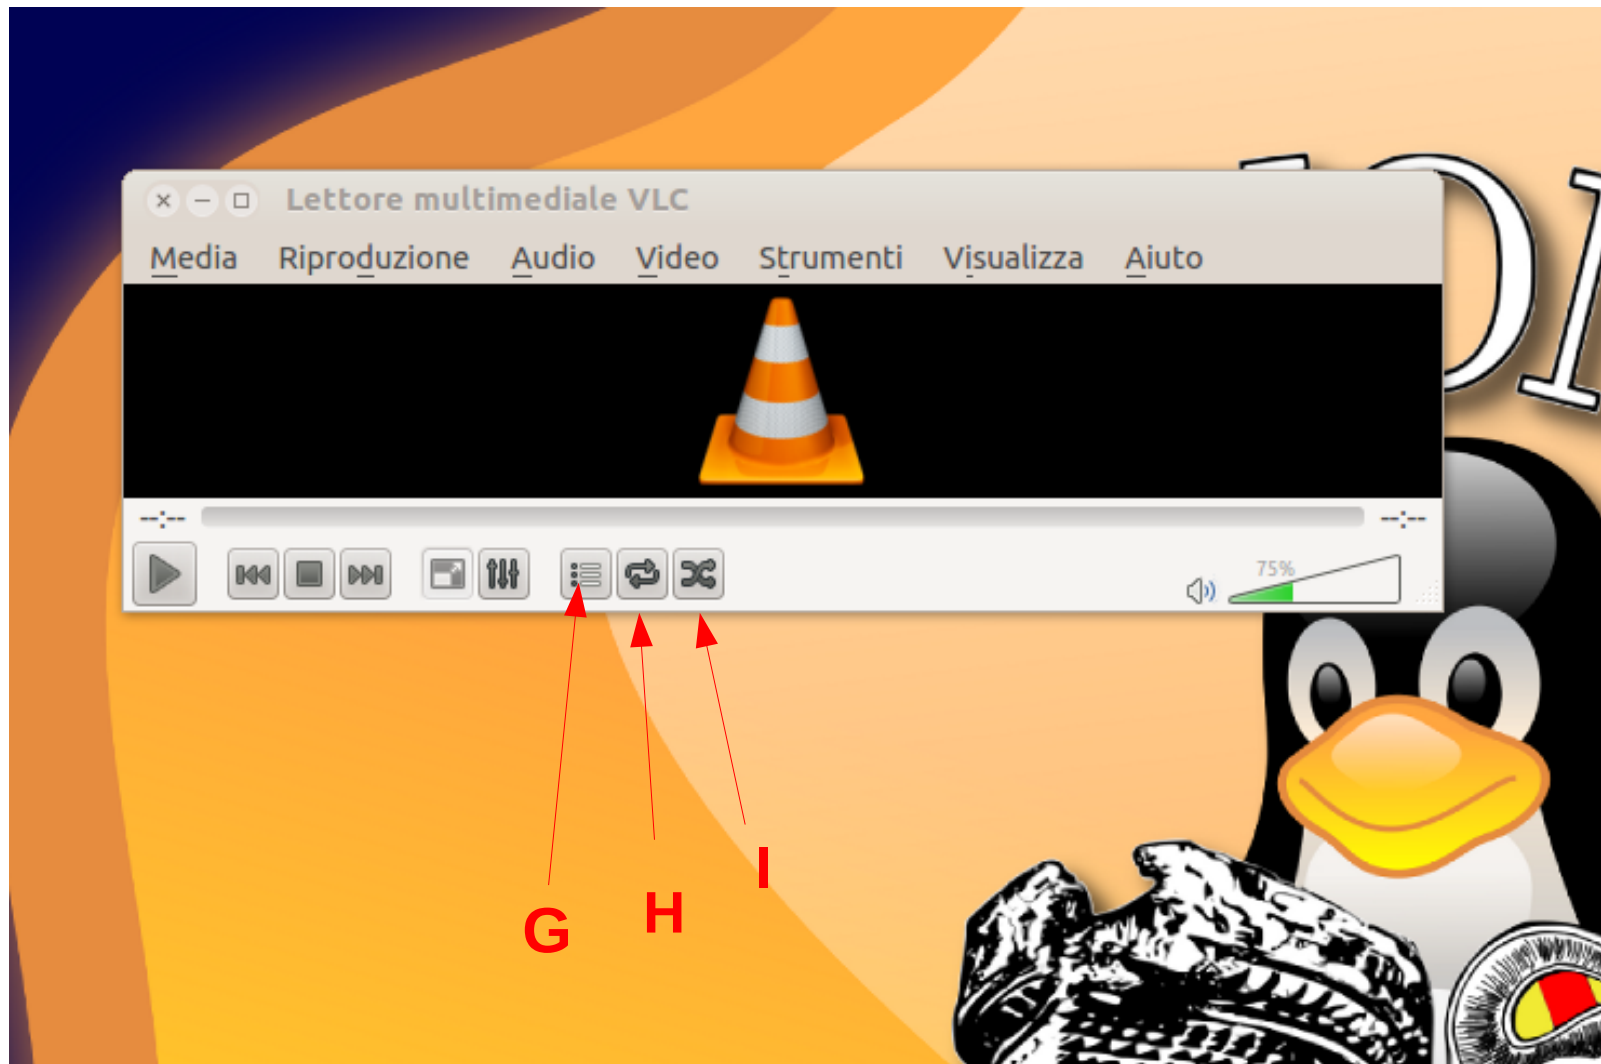 Lettore multimediale VLC
Media Riproduzione Audio Video Strumenti Visualizza Aiuto
--:-- --:--
75%
G H I